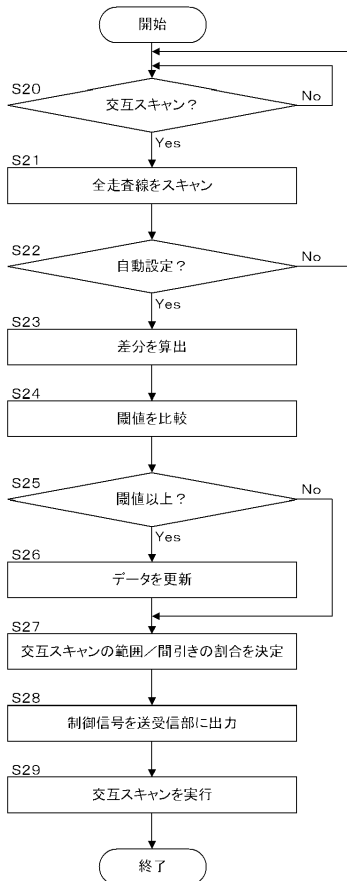 開始
S20
交互スキャン？
No
Yes
S21
全走査線をスキャン
S22
自動設定？
No
Yes
S23
差分を算出
S24
閾値を比較
S25
閾値以上？
No
Yes
S26
データを更新
S27
交互スキャンの範囲／間引きの割合を決定
S28
制御信号を送受信部に出力
S29
交互スキャンを実行
終了